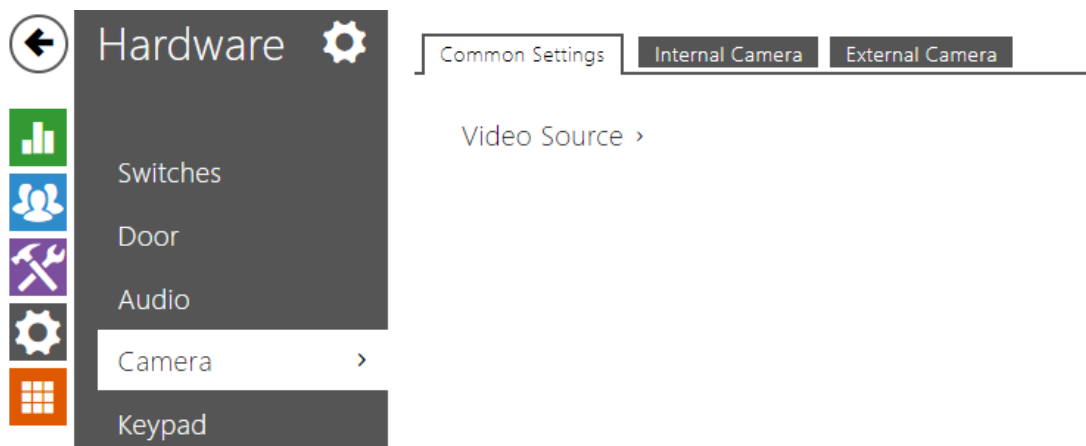 Hardware
Common Settings
Internal Camera
External Camera
Video Source ›
Switches
Door
Audio
Camera ›
Keypad